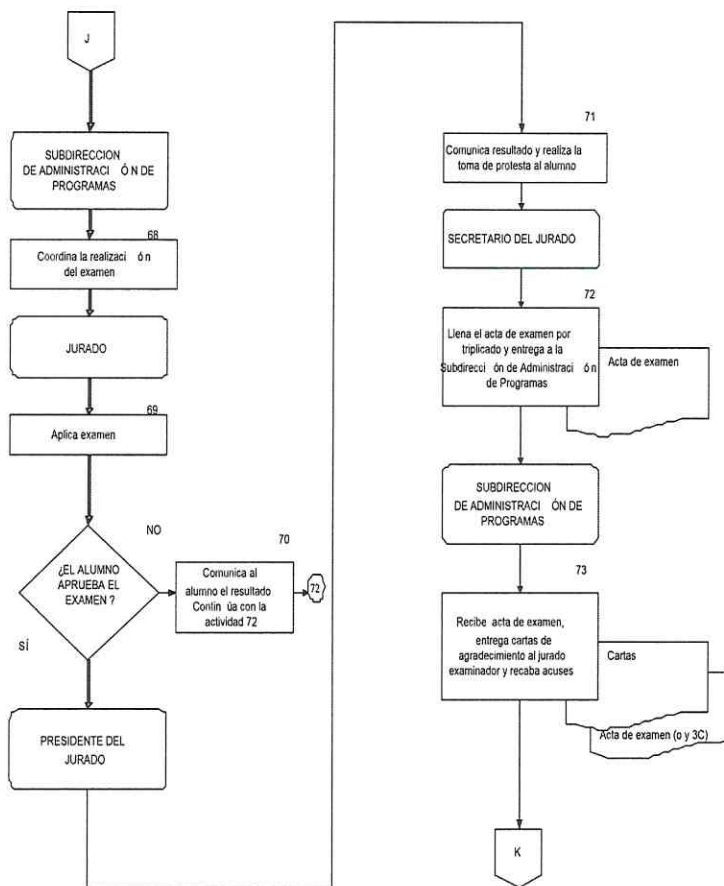 J
SUBDIRECCION
DE ADMINISTRACI ÓN DE
PROGRAMAS
68
Coordina la realizaci ón
del examen
JURADO
69
Aplica examen
¿EL ALUMNO
APRUEBA EL
EXAMEN ?
NO
SÍ
70
Comunica al
alumno el resultado
Contin úa con la
actividad 72
72
PRESIDENTE DEL
JURADO
71
Comunica resultado y realiza la
toma de protesta al alumno
SECRETARIO DEL JURADO
72
Llena el acta de examen por
triplicado y entrega a la
Subdirecci ón de Administraci ón
de Programas
Acta de examen
SUBDIRECCION
DE ADMINISTRACI ÓN DE
PROGRAMAS
73
Recibe acta de examen,
entrega cartas de
agradecimiento al jurado
examinador y recaba acuses
Cartas
Acta de examen (o y 3C)
K